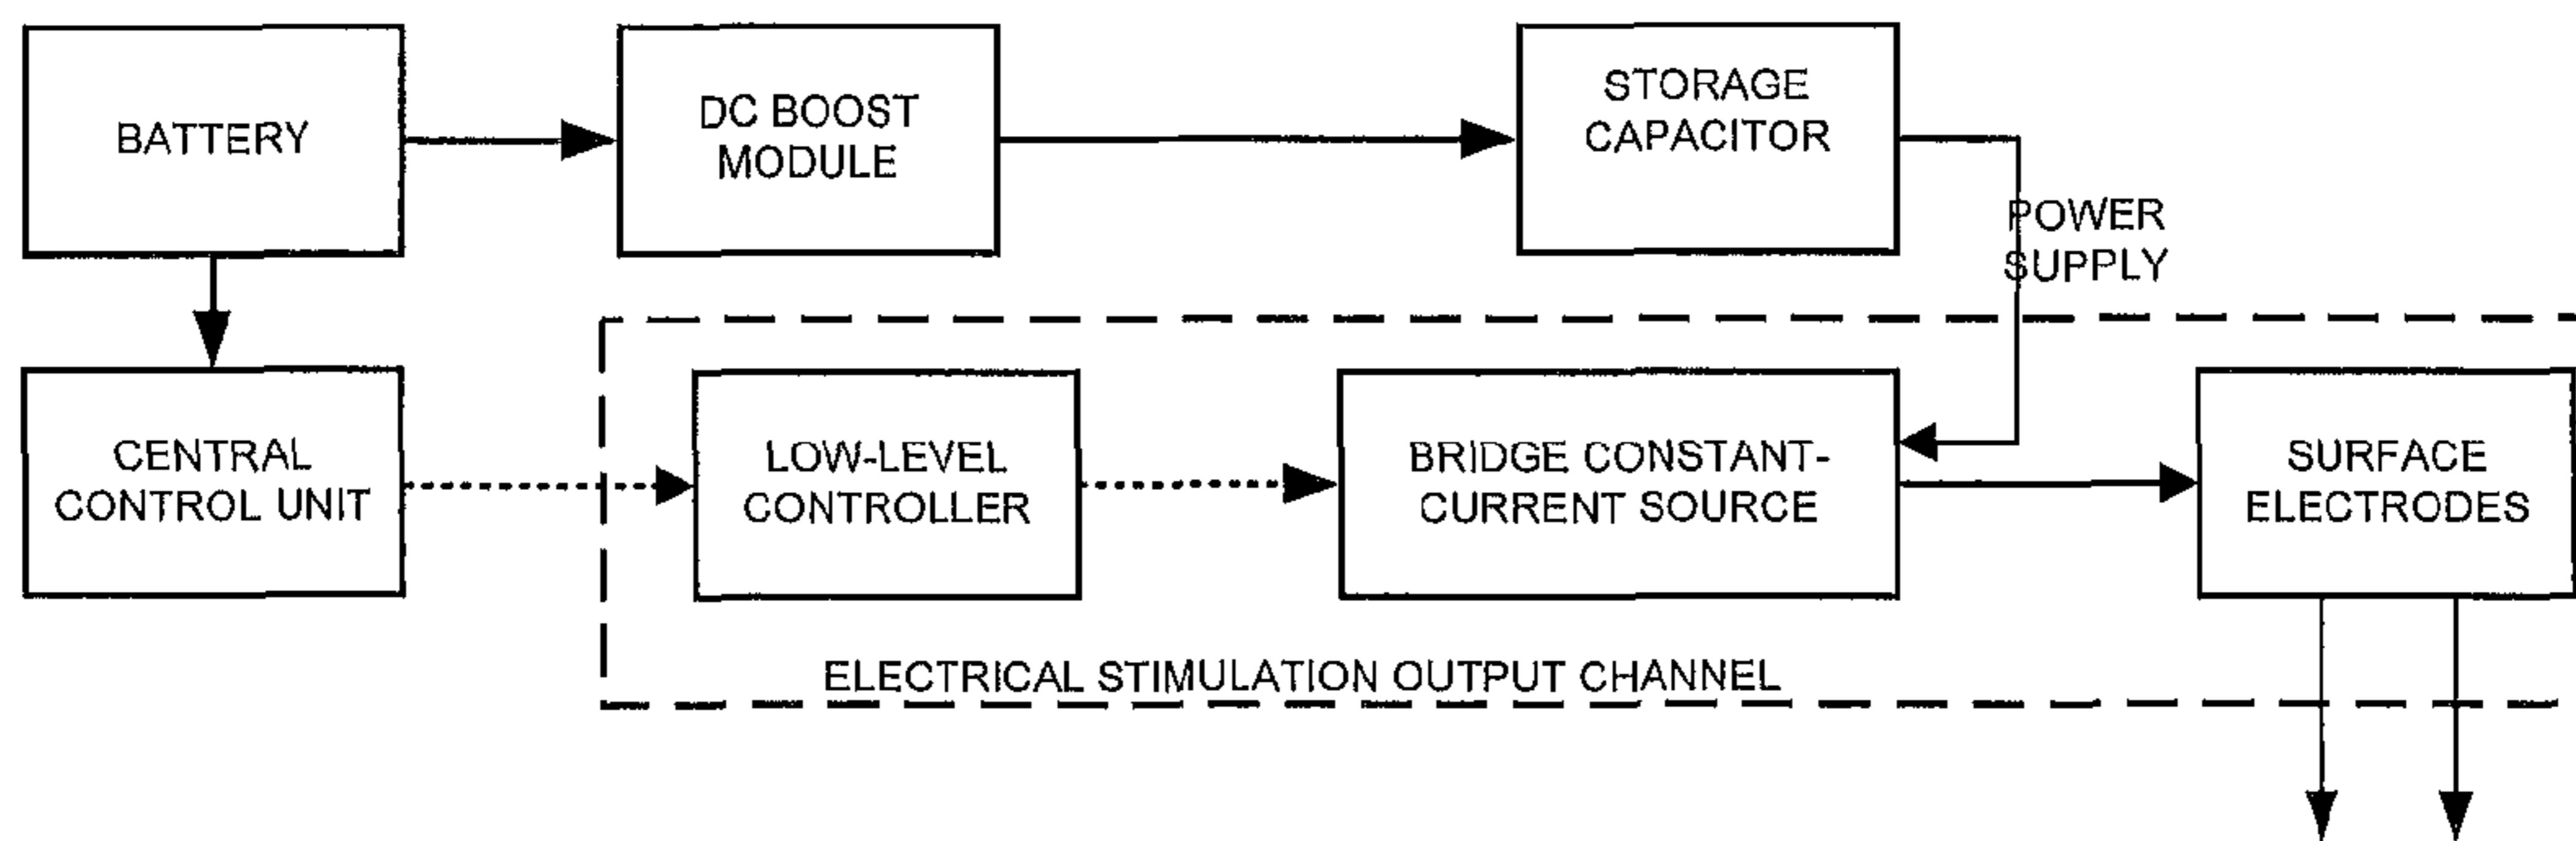 BATTERY
DC BOOST
MODULE
STORAGE
CAPACITOR
POWER
SUPPLY
CENTRAL
CONTROL UNIT
LOW-LEVEL
CONTROLLER
BRIDGE CONSTANT-
CURRENT SOURCE
SURFACE
ELECTRODES
ELECTRICAL STIMULATION OUTPUT CHANNEL